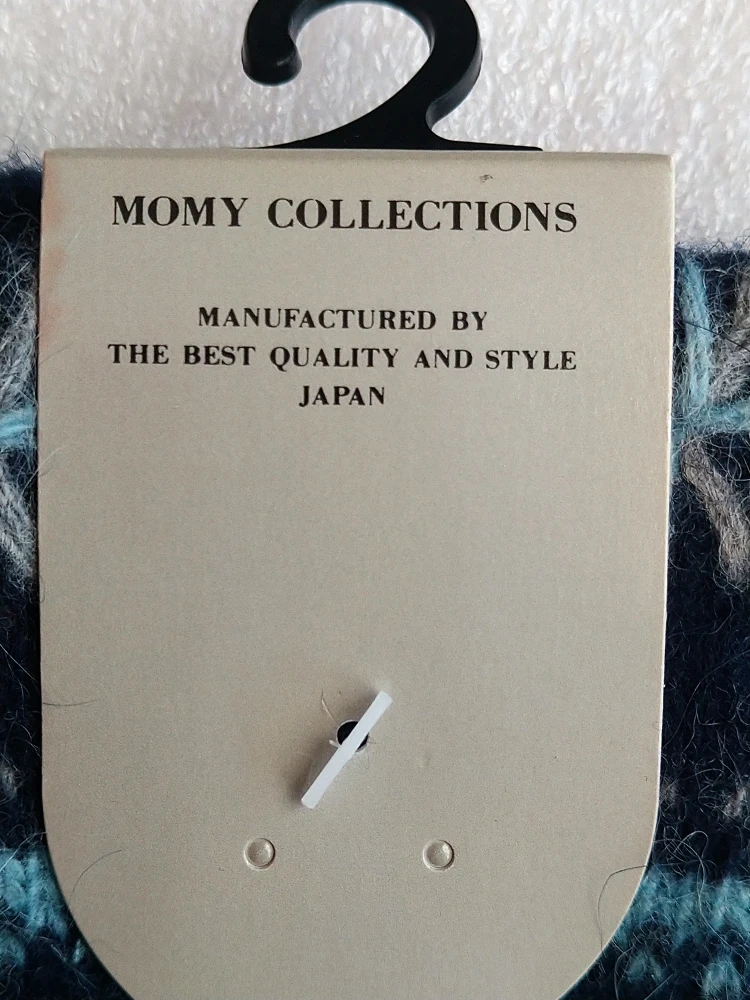 MOMY COLLECTIONS
MANUFACTURED BY
THE BEST QUALITY AND STYLE
JAPAN